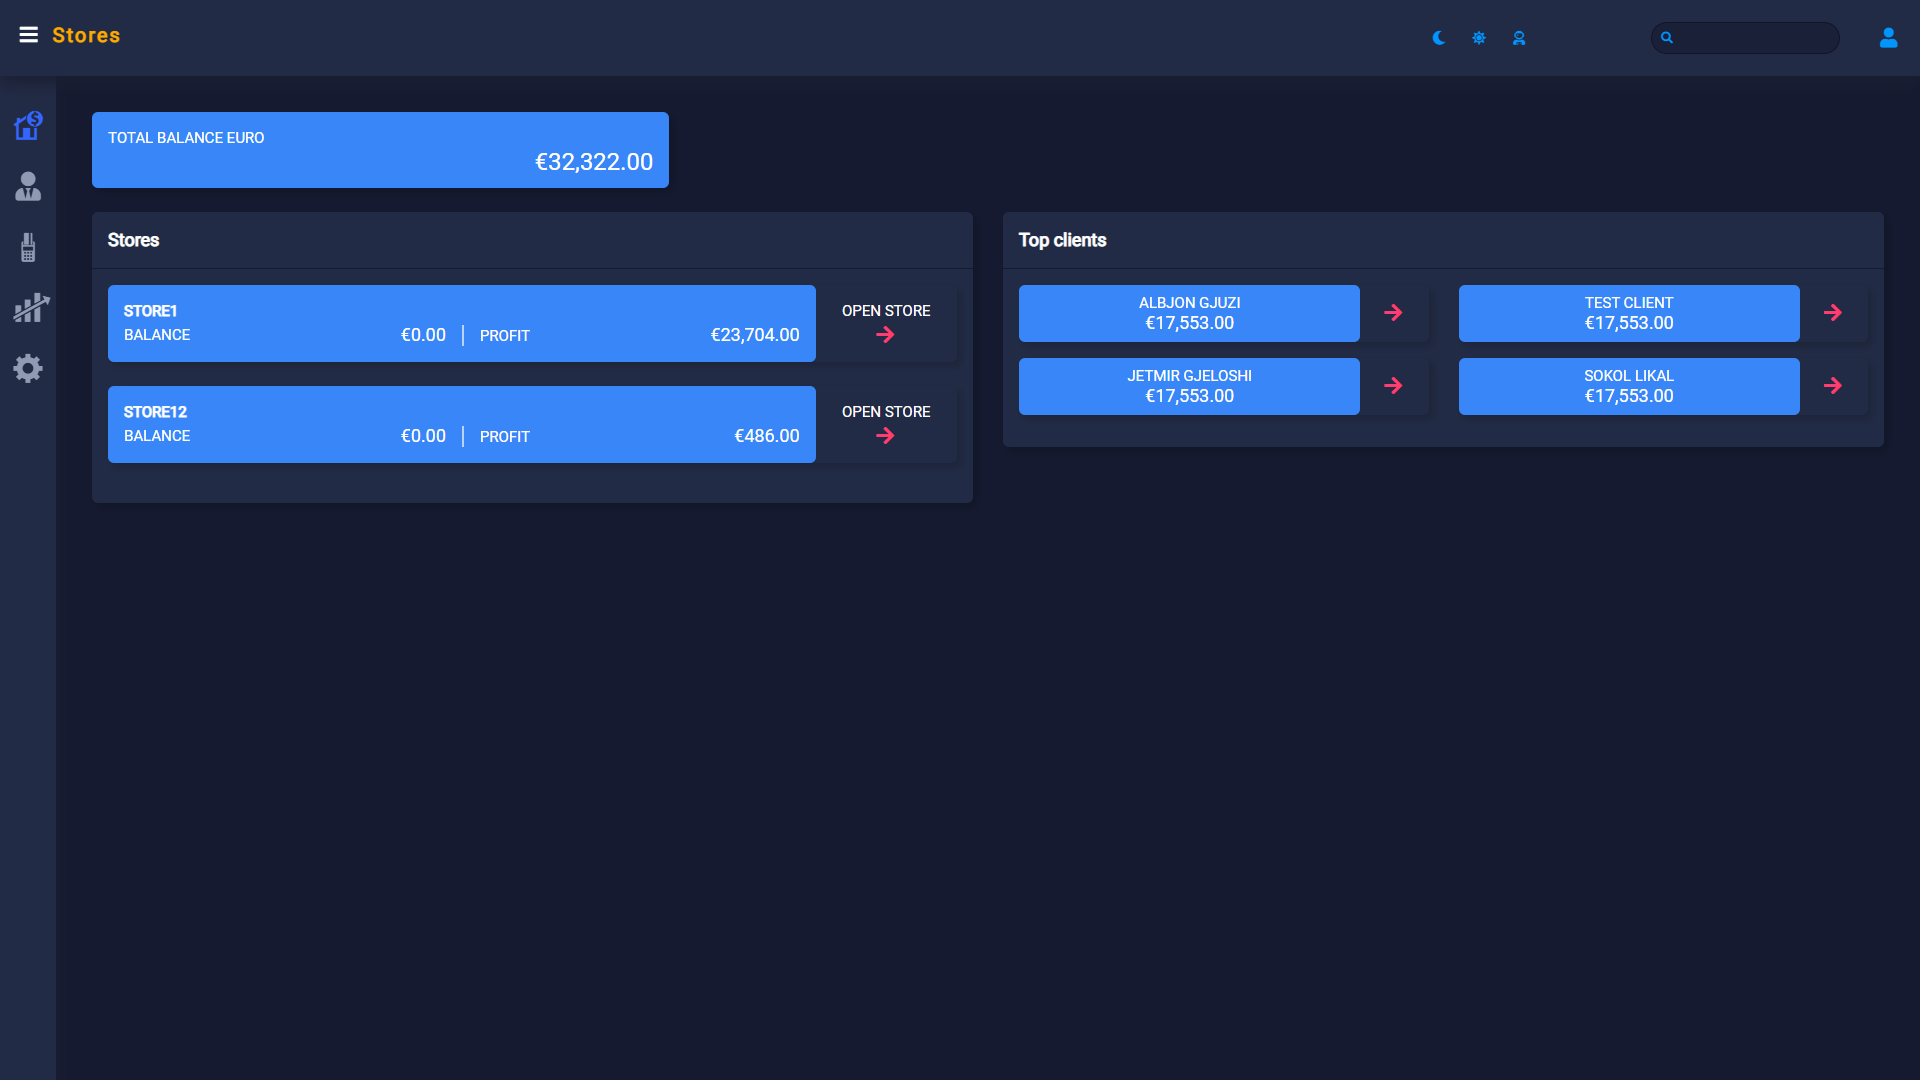 Stores
TOTAL BALANCE EURO
€32,322.00
Stores
STORE1
BALANCE €0.00 PROFIT €23,704.00
OPEN STORE
STORE12
BALANCE €0.00 PROFIT €486.00
OPEN STORE
Top clients
ALBJON GJUZI
€17,553.00
TEST CLIENT
€17,553.00
JETMIR GJELOSHI
€17,553.00
SOKOL LIKAL
€17,553.00